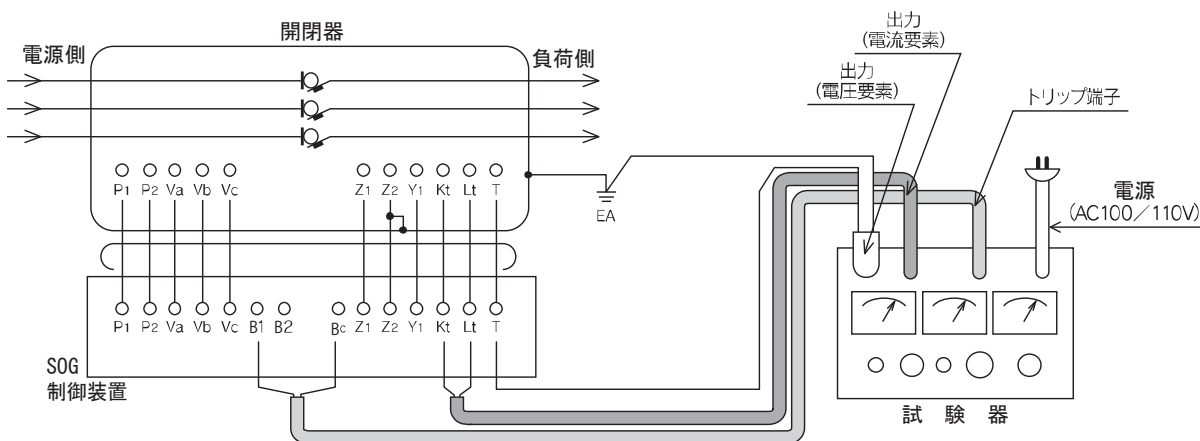 開閉器
電源側
負荷側
出力
(電流要素)
出力
(電圧要素)
トリップ端子
電源
(AC100/110V)
P1 P2 Va Vb Vc Z1 Z2 Y1 Kt Lt T
EA
P1 P2 Va Vb Vc B1 B2 Bc Z1 Z2 Y1 Kt Lt T
SOG
制御装置
試験器